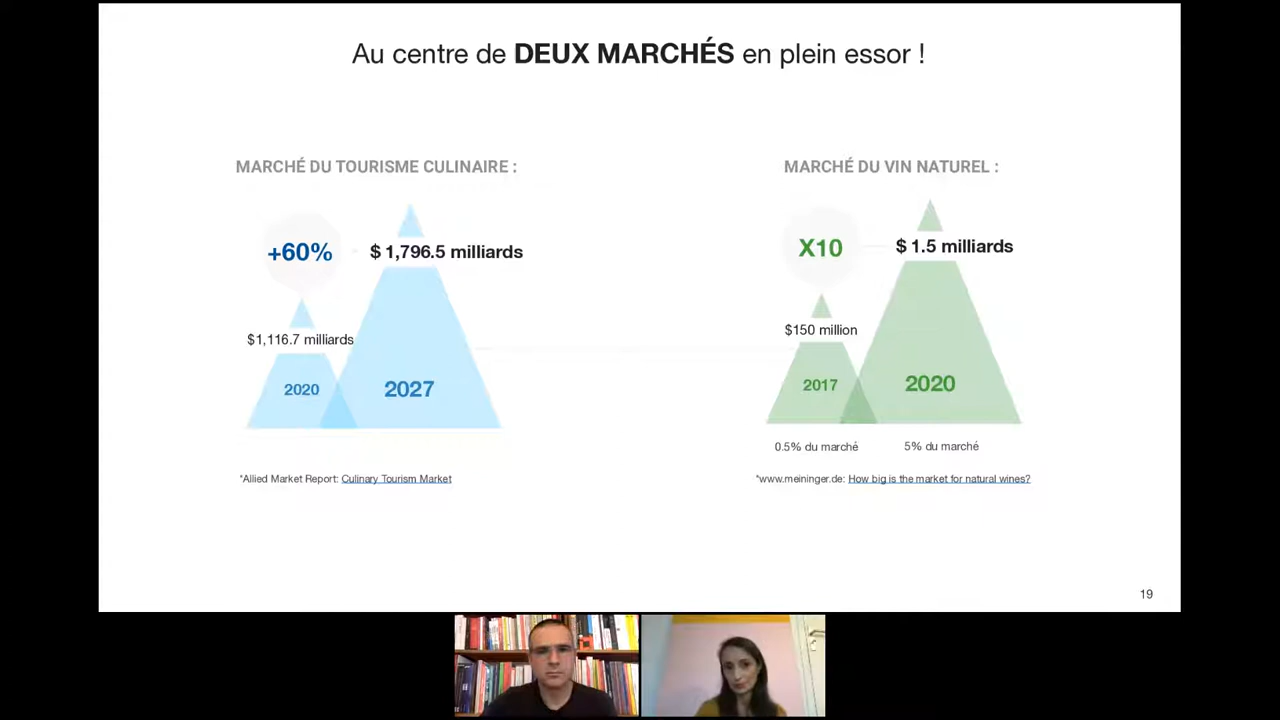 Au centre de DEUX MARCHÉS en plein essor !
MARCHÉ DU TOURISME CULINAIRE :
+60%
$ 1,796.5 milliards
$1,116.7 milliards
2020
2027
*Allied Market Report: Culinary Tourism Market
MARCHÉ DU VIN NATUREL :
X10
$ 1.5 milliards
$150 million
2017
2020
0.5% du marché
5% du marché
*www.meininger.de: How big is the market for natural wines?
19